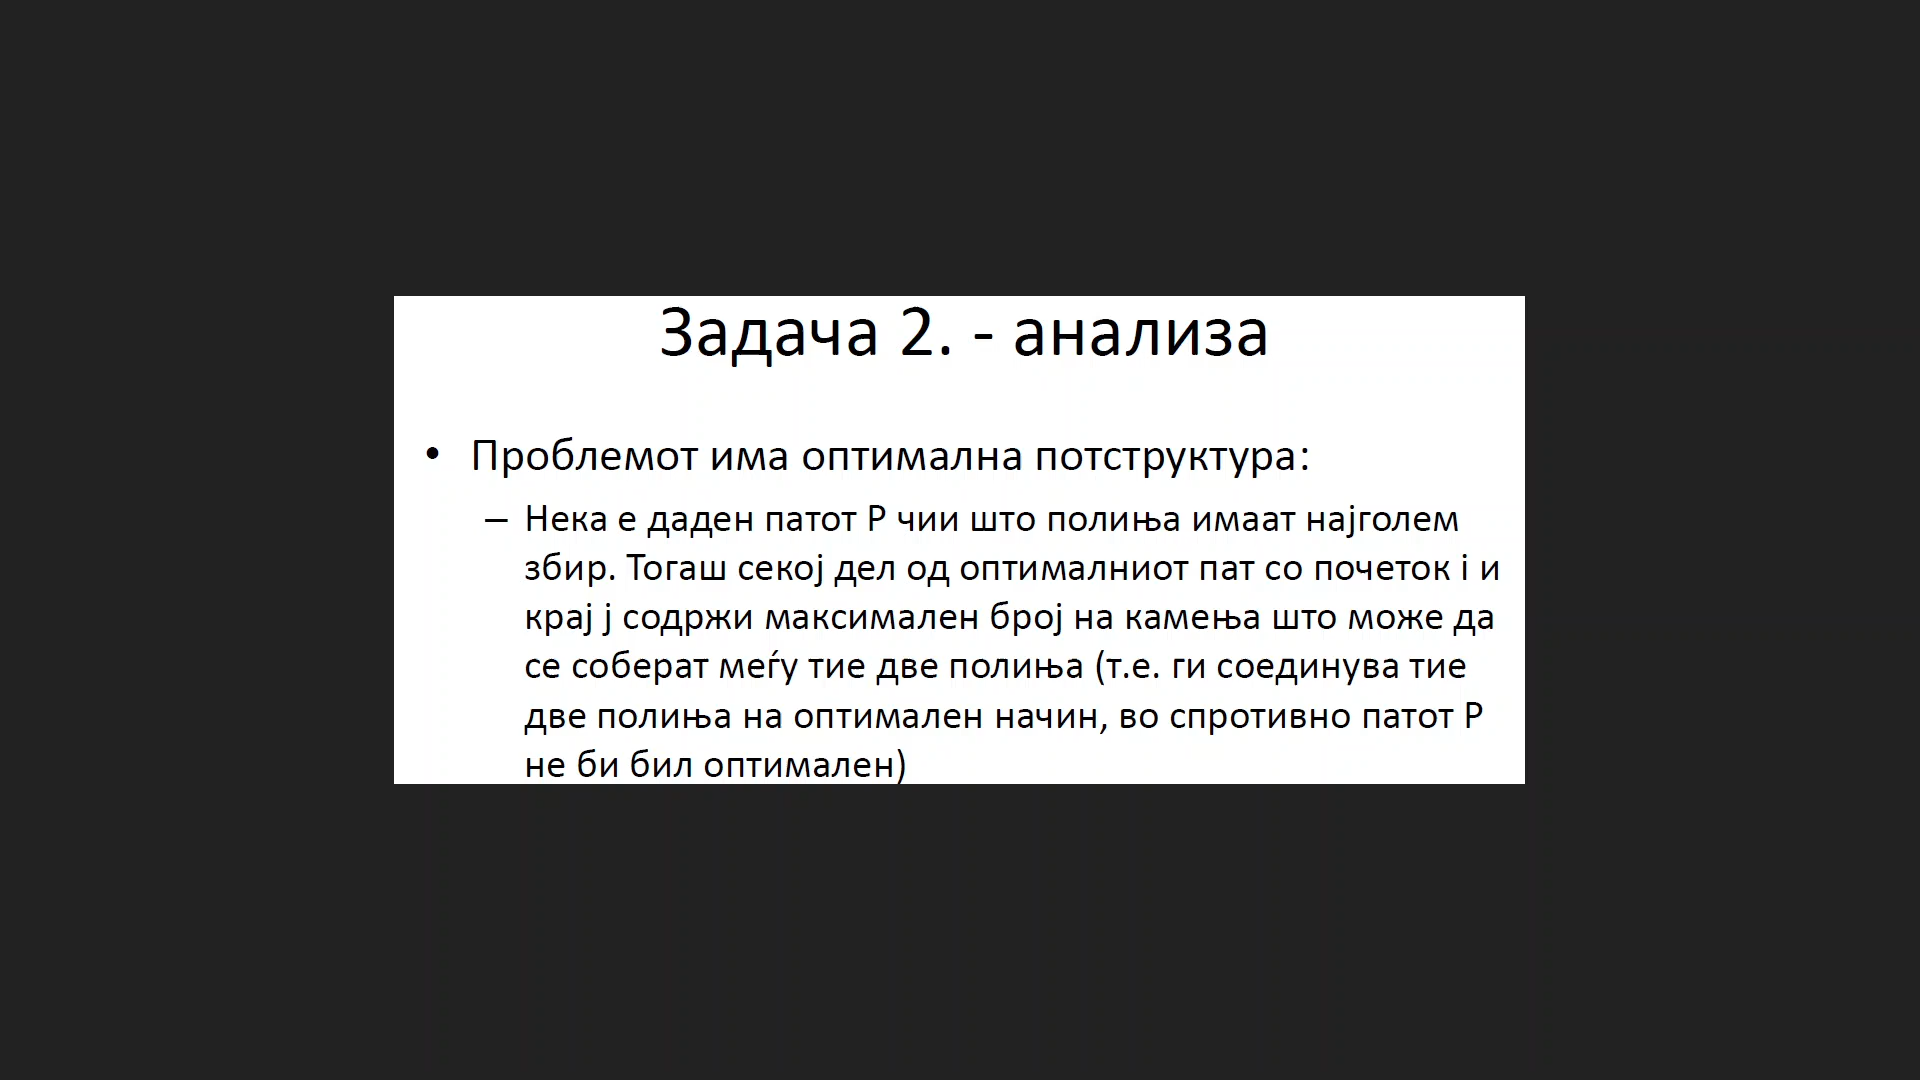 Задача 2. - анализа
• Проблемот има оптимална потструктура:
– Нека е даден патот P чии што полиња имаат најголем
збир. Тогаш секој дел од оптималниот пат со почеток i и
крај j содржи максимален број на камења што може да
се соберат меѓу тие две полиња (т.е. ги соединува тие
две полиња на оптимален начин, во спротивно патот P
не би бил оптимален)